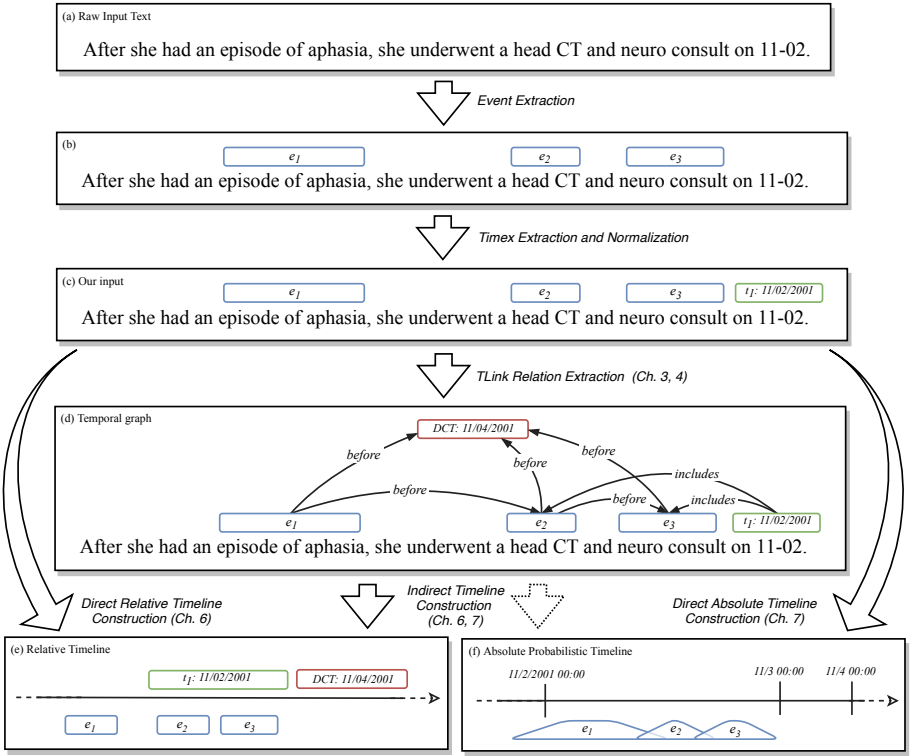 (a) Raw Input Text
After she had an episode of aphasia, she underwent a head CT and neuro consult on 11-02.
Event Extraction
(b)
e1 e2 e3
After she had an episode of aphasia, she underwent a head CT and neuro consult on 11-02.
Timex Extraction and Normalization
(c) Our input
e1 e2 e3 t1: 11/02/2001
After she had an episode of aphasia, she underwent a head CT and neuro consult on 11-02.
TLink Relation Extraction (Ch. 3, 4)
(d) Temporal graph
DCT: 11/04/2001
before before before
before before includes includes
e1 e2 e3 t1: 11/02/2001
After she had an episode of aphasia, she underwent a head CT and neuro consult on 11-02.
Direct Relative Timeline
Construction (Ch. 6)
Indirect Timeline
Construction
(Ch. 6, 7)
Direct Absolute Timeline
Construction (Ch. 7)
(e) Relative Timeline
t1: 11/02/2001 DCT: 11/04/2001
e1 e2 e3
(f) Absolute Probabilistic Timeline
11/2/2001 00:00 11/3 00:00 11/4 00:00
e1 e2 e3